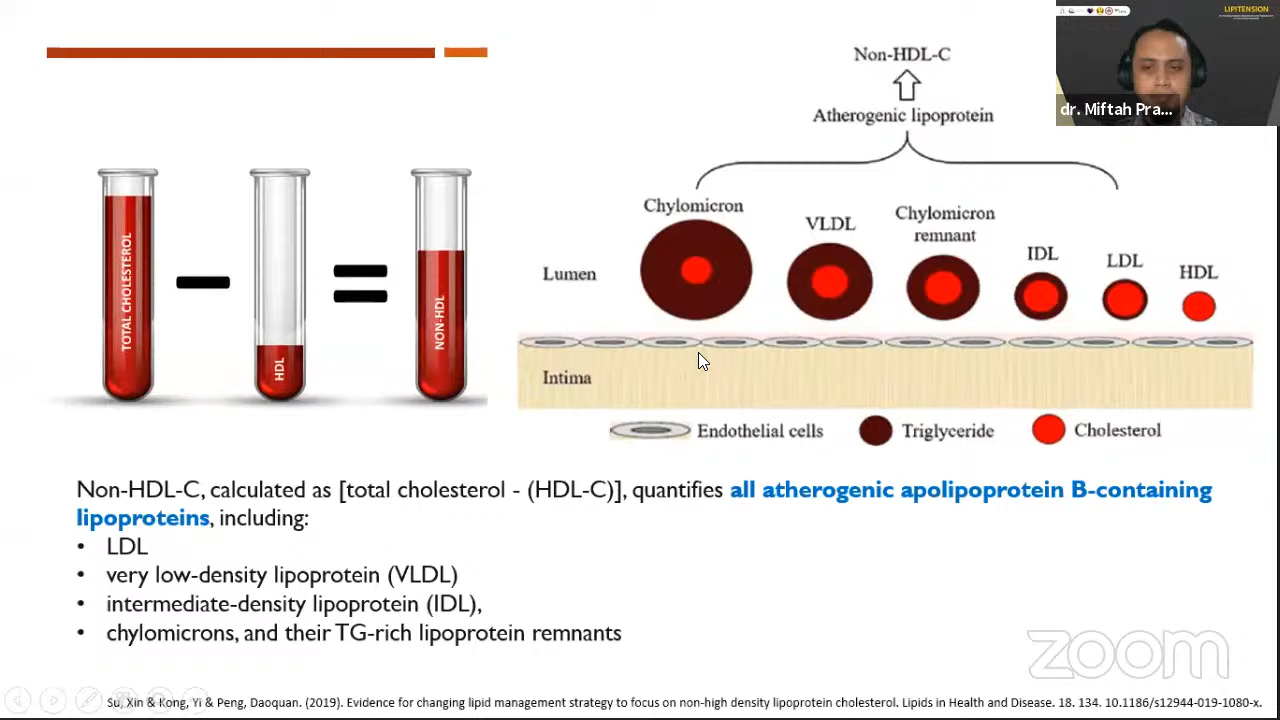 LIPITENSION
dr. Miftah Pra...
Non-HDL-C
Atherogenic lipoprotein
Chylomicron
VLDL
Chylomicron
remnant
IDL
LDL
HDL
Lumen
Intima
Endothelial cells
Triglyceride
Cholesterol
TOTAL CHOLESTEROL
HDL
NON-HDL
Non-HDL-C, calculated as [total cholesterol - (HDL-C)], quantifies all atherogenic apolipoprotein B-containing
lipoproteins, including:
• LDL
• very low-density lipoprotein (VLDL)
• intermediate-density lipoprotein (IDL),
• chylomicrons, and their TG-rich lipoprotein remnants
zoom
Su, Xin & Kong, Yi & Peng, Daoquan. (2019). Evidence for changing lipid management strategy to focus on non-high density lipoprotein cholesterol. Lipids in Health and Disease. 18. 134. 10.1186/s12944-019-1080-x.